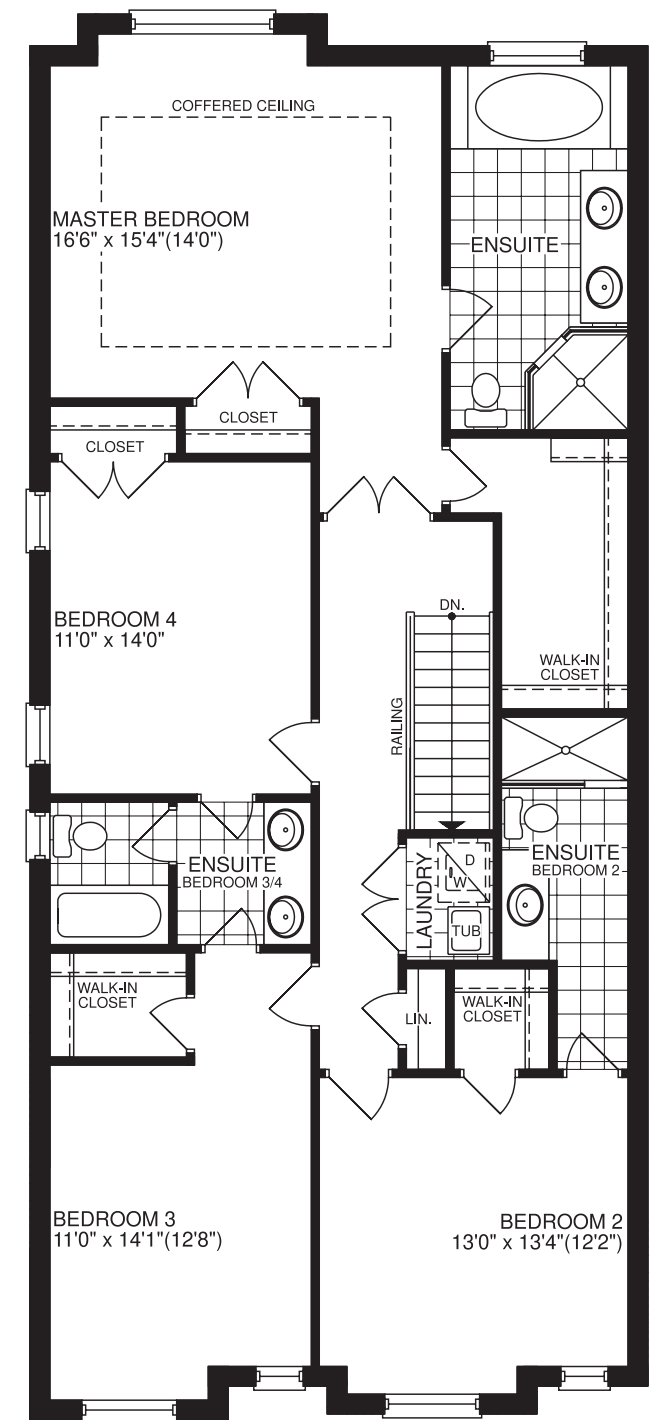 COFFERED CEILING
MASTER BEDROOM
16'6" x 15'4"(14'0")
ENSUITE
CLOSET
CLOSET
BEDROOM 4
11'0" x 14'0"
DN.
RAILING
WALK-IN
CLOSET
ENSUITE
BEDROOM 3/4
LAUNDRY
D
W
TUB
ENSUITE
BEDROOM 2
WALK-IN
CLOSET
LIN.
WALK-IN
CLOSET
BEDROOM 3
11'0" x 14'1"(12'8")
BEDROOM 2
13'0" x 13'4"(12'2")